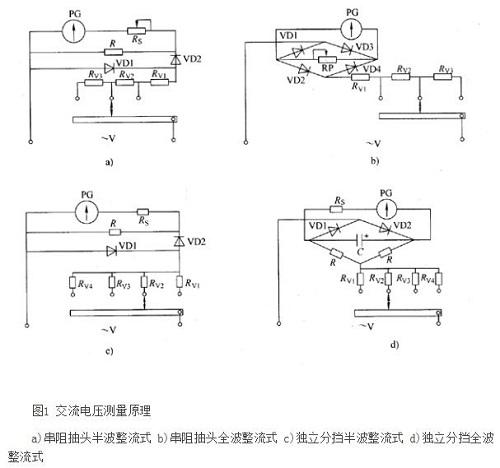 PG
RS
R
VD2
VD1
RV3 RV2 RV1
~V
a)
PG
VD1
VD3
RP
VD2
VD4
RV1
RV2
RV3
~V
b)
PG
RS
R
VD2
VD1
RV4 RV3 RV2 RV1
~V
c)
RS
PG
VD1
VD2
+
C
R
R
RV1 RV2 RV3 RV4
~V
d)
图1 交流电压测量原理
a)串阻抽头半波整流式 b)串阻抽头全波整流式 c)独立分挡半波整流式 d)独立分挡全波
整流式